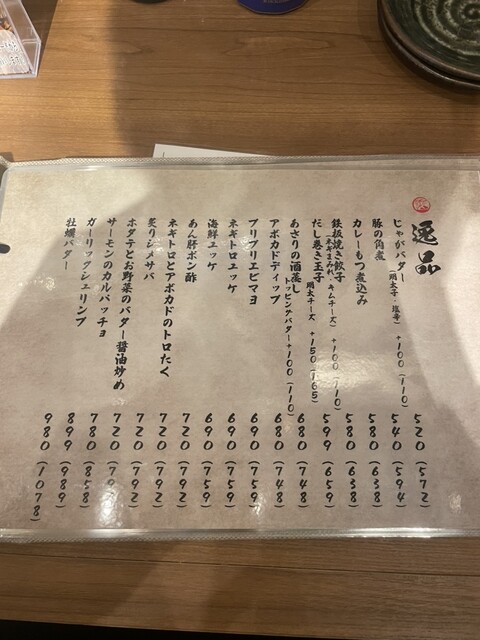 逸品
じゃがバター(明太子・塩辛) +100(110) 520(572)
豚の角煮 540(594)
カレーもつ煮込み 580(638)
鉄板焼き餃子 580(638)
(ネギまみれ・キムチーズ) +100(110)
だし巻き玉子 明太チーズ +150(165) 599(659)
あさりの酒蒸し 680(748)
トッピングバター+100(110)
アボカドディップ 680(748)
プリプリエビマヨ 690(759)
ネギトロユッケ 690(759)
海鮮ユッケ 690(759)
あん肝ポン酢 720(792)
ネギトロとアボカドのトロたく 720(792)
炙りシメサバ 720(792)
ホタテとお野菜のバター醤油炒め 720(792)
サーモンのカルパッチョ 780(858)
ガーリックシュリンプ 899(989)
牡蠣バター 980(1078)